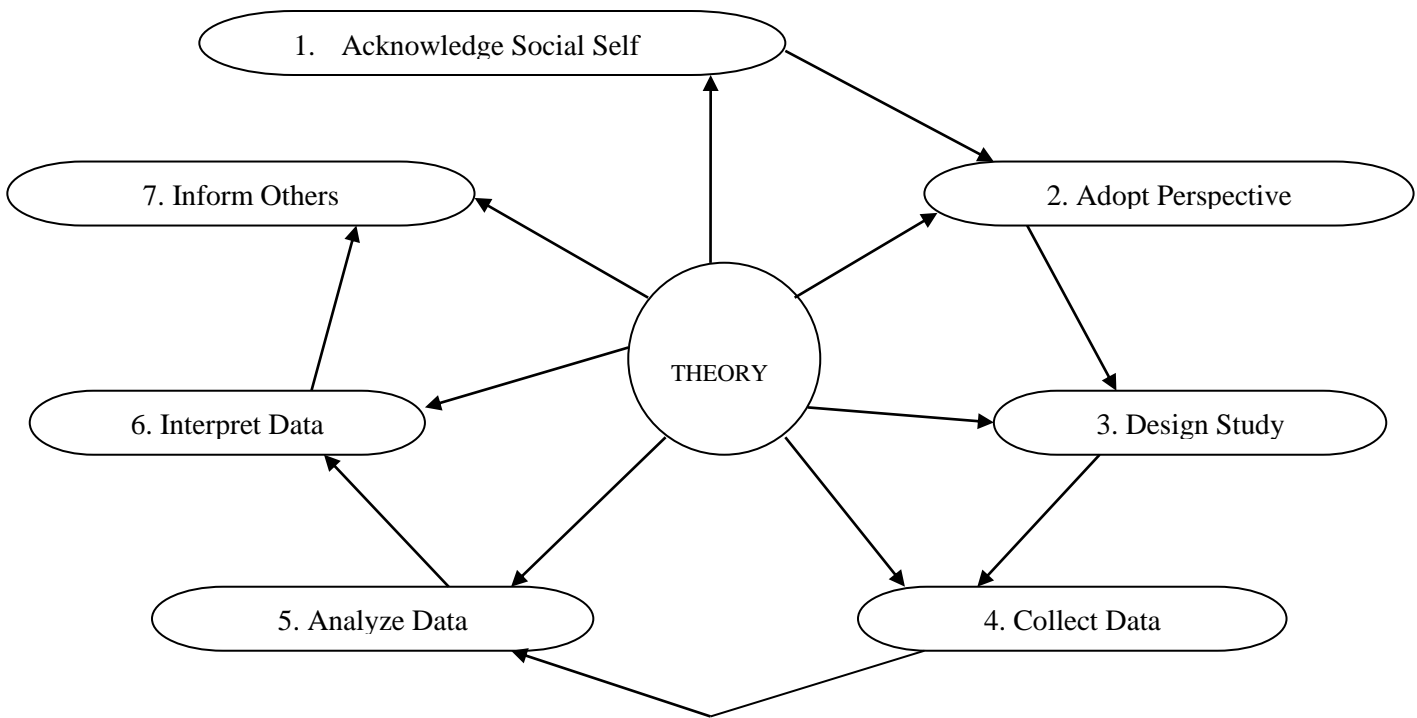 1. Acknowledge Social Self
7. Inform Others
2. Adopt Perspective
THEORY
6. Interpret Data
3. Design Study
5. Analyze Data
4. Collect Data